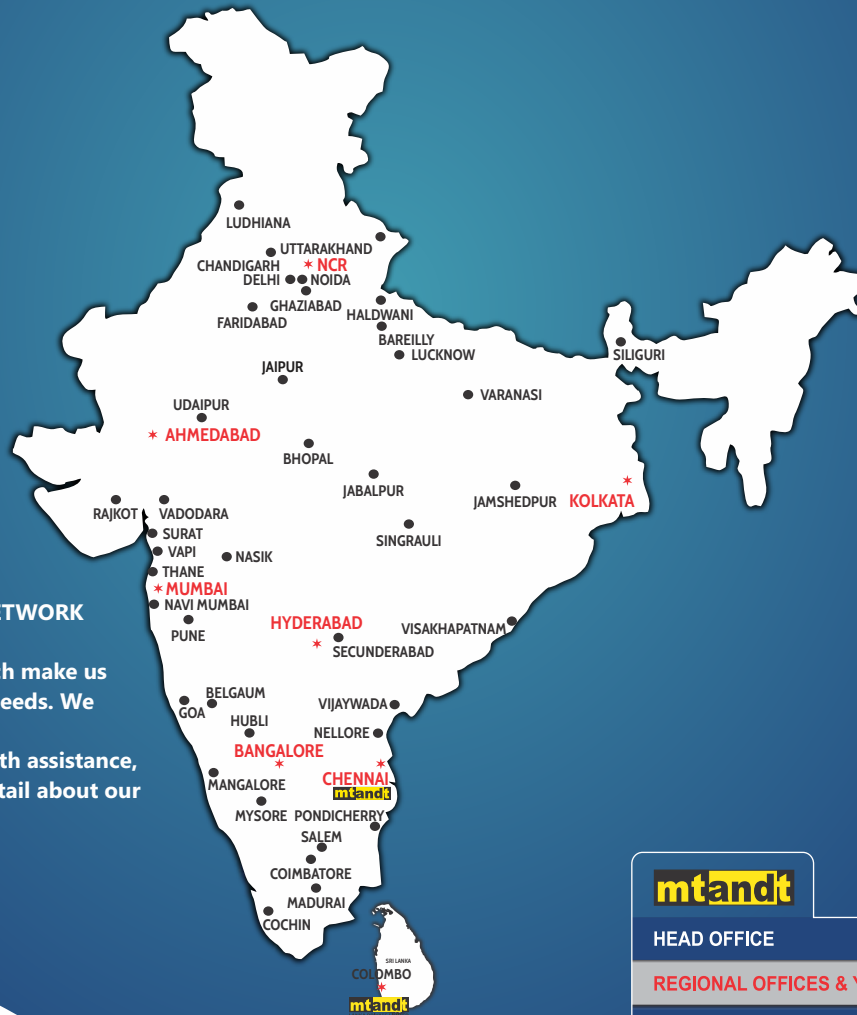 LUDHIANA
UTTARAKHAND
CHANDIGARH
NCR
DELHI
NOIDA
GHAZIABAD
FARIDABAD
HALDWANI
BAREILLY
LUCKNOW
SILIGURI
JAIPUR
VARANASI
UDAIPUR
AHMEDABAD
BHOPAL
JABALPUR
JAMSHEDPUR
KOLKATA
RAJKOT
VADODARA
SURAT
SINGRAULI
VAPI
NASIK
THANE
MUMBAI
NAVI MUMBAI
PUNE
HYDERABAD
VISAKHAPATNAM
SECUNDERABAD
BELGAUM
GOA
VIJAYWADA
HUBLI
NELLORE
BANGALORE
CHENNAI
mtandt
MANGALORE
MYSORE
PONDICHERRY
SALEM
COIMBATORE
MADURAI
COCHIN
SRI LANKA
COLOMBO
mtandt
make us
eeds. We
assistance,
about our
mtandt
HEAD OFFICE
REGIONAL OFFICES &